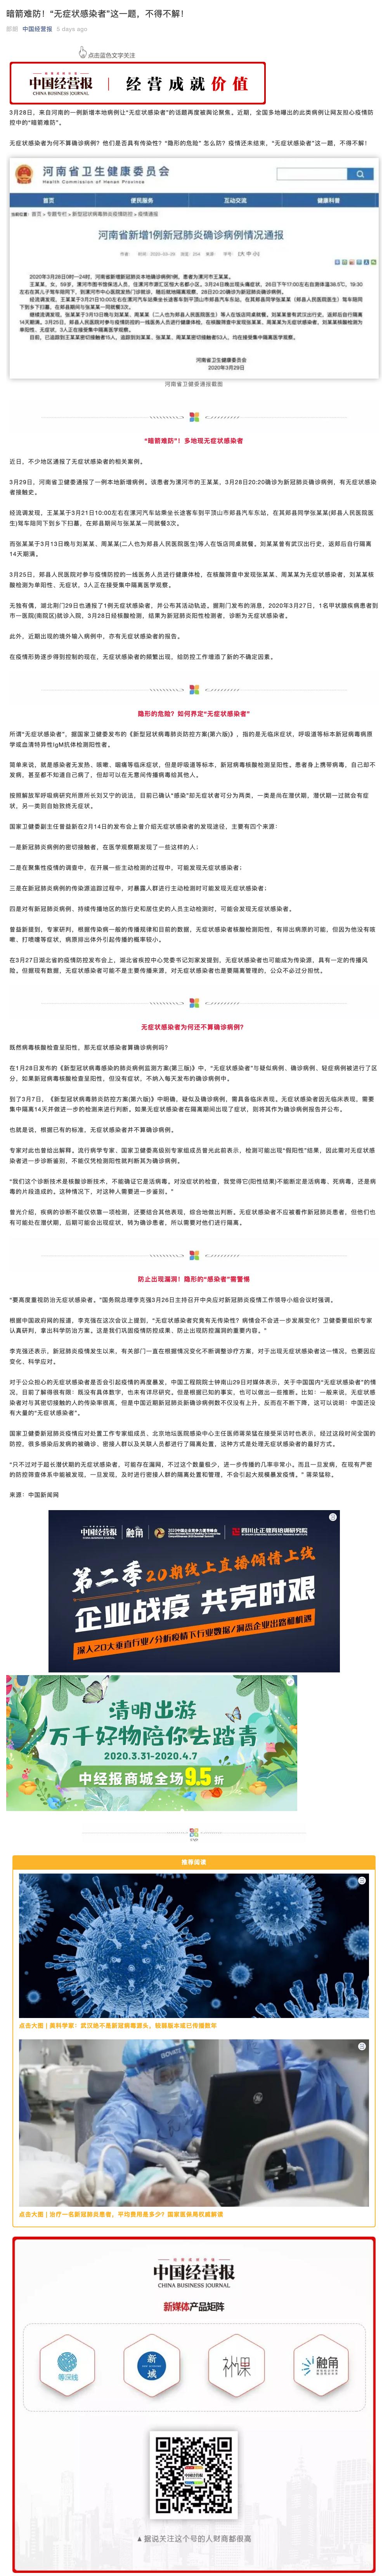 暗箭难防！“无症状感染者”这一题，不得不解！
中国经营报 5 days ago
点击蓝色文字关注
中国经营报
CHINA BUSINESS JOURNAL
经营成就价值
3月28日，来自河南的一例新增本地病例让“无症状感染者”的话题再度被舆论聚焦。近期，全国多地曝出的此类病例让网友担心疫情防
控中的“暗箭难防”。
无症状感染者为何不算确诊病例？他们是否具有传染性？“隐形的危险” 怎么防？疫情还未结束，“无症状感染者”这一题，不得不解！
河南省卫生健康委员会
Health Commission of Henan Province
首页
便民服务
互动交流
健康科普
河南省新增1例新冠肺炎确诊病例情况通报
河南省卫生健康委员会
2020年3月29日
河南省卫健委通报截图
“暗箭难防”！多地现无症状感染者
近日，不少地区通报了无症状感染者的相关案例。
3月29日，河南省卫健委通报了一例本地新增病例。该患者为漯河市的王某某，3月28日20:20确诊为新冠肺炎确诊病例，有无症状感染
者接触史。
经流调发现，王某某于3月21日10:00左右在漯河汽车站乘坐长途客车到平顶山市郏县汽车东站，在其郏县同学张某某(郏县人民医院医
生)驾车陪同下到乡下扫墓，在郏县期间与张某某一同就餐3次。
而张某某于3月13日晚与刘某某、周某某(二人也为郏县人民医院医生)等人在饭店同桌就餐。刘某某曾有武汉出行史，返郏后自行隔离
14天期满。
3月25日，郏县人民医院对参与疫情防控的一线医务人员进行健康体检，在核酸筛查中发现张某某、周某某为无症状感染者，刘某某核
酸检测为单阳性、无症状，3人正在接受集中隔离医学观察。
无独有偶，湖北荆门29日也通报了1例无症状感染者，并公布其活动轨迹。据荆门发布的消息，2020年3月27日，1名甲状腺疾病患者到
市一医院(南院区)就诊入院，3月28日经核酸检测，结果为新冠肺炎阳性检测者，诊断为无症状感染者。
此外，近期出现的境外输入病例中，亦有无症状感染者的报告。
在疫情形势逐步得到控制的现在，无症状感染者的频繁出现，给防控工作增添了新的不确定因素。
隐形的危险？如何界定“无症状感染者”
所谓“无症状感染者”，据国家卫健委发布的《新型冠状病毒肺炎防控方案(第六版)》，指的是无临床症状，呼吸道等标本新冠病毒病原
学或血清特异性IgM抗体检测阳性者。
简单来说，就是感染者无发热、咳嗽、咽痛等临床症状，但是呼吸道等标本，新冠病毒核酸检测呈阳性。患者身上携带病毒，自己却不
发病，甚至都不知道自己病了，但却可以在无意间传播病毒给其他人。
按照解放军呼吸病研究所原所长刘又宁的说法，目前已确认“感染”却无症状者可分为两类，一类是尚在潜伏期，潜伏期一过就会有症
状，另一类则自始致终无症状。
国家卫健委副主任曾益新在2月14日的发布会上曾介绍无症状感染者的发现途径，主要有四个来源：
一是新冠肺炎病例的密切接触者，在医学观察期发现了一些这样的人；
二是在聚集性疫情的调查中，在开展一些主动检测的过程中，可能发现无症状感染者；
三是在新冠肺炎病例的传染源追踪过程中，对暴露人群进行主动检测时可能发现无症状感染者；
四是对有新冠肺炎病例、持续传播地区的旅行史和居住史的人员主动检测时，可能会发现无症状感染者。
曾益新提到，专家研判，根据传染病一般的传播规律和目前的数据，无症状感染者核酸检测阳性，有排出病原的可能，但因为他没有咳
嗽、打喷嚏等症状，病原排出体外引起传播的概率较小。
在3月27日湖北省的疫情防控发布会上，湖北省疾控中心党委书记刘家发提到，无症状感染者也可能成为传染源，具有一定的传播风
险。但据现有数据，无症状感染者可能不是主要传播来源，对无症状感染者也是要隔离管理的，公众不必过分担忧。
无症状感染者为何还不算确诊病例？
既然病毒核酸检查呈阳性，那无症状感染者算确诊病例吗？
在1月28日发布的《新型冠状病毒感染的肺炎病例监测方案(第三版)》中，“无症状感染者”与疑似病例、确诊病例、轻症病例被进行了区
分，如果新冠病毒核酸检查呈阳性，但没有症状，不纳入每天发布的确诊病例中。
到了3月7日，《新型冠状病毒肺炎防控方案(第六版)》中明确，疑似及确诊病例，需具备临床表现。无症状感染者因无临床表现，需要
集中隔离14天并做进一步的检测来进行判断。如果无症状感染者在隔离期间出现了症状，则将其作为确诊病例报告并公布。
也就是说，根据已有的标准，无症状感染者并不算确诊病例。
专家对此也曾给出解释。流行病学专家，国家卫健委高级别专家组成员曾光此前表示，检测可能出现“假阳性”结果，因此需对无症状感
染者进一步诊断鉴别，不能仅凭检测阳性就判断其为确诊病例。
“我们这个诊断技术是核酸诊断技术，不能确证它是活病毒。对没症状的检查，我觉得它(阳性结果)不能断定是活病毒、死病毒，还是病
毒的片段造成的。这种情况下，对这种人需要进一步鉴别。”
曾光介绍，疾病的诊断不能仅依靠一项检测，还要结合其他表现，综合地做出判断。无症状感染者不应被看作新冠肺炎患者，但他们也
有可能处在潜伏期，后期可能会出现症状，转为确诊患者，所以需要对他们进行隔离。
防止出现漏洞！隐形的“感染者”需警惕
“要高度重视防治无症状感染者。”国务院总理李克强3月26日主持召开中央应对新冠肺炎疫情工作领导小组会议时强调。
根据中国政府网的报道，李克强在这次会议上提到，“无症状感染者究竟有无传染性？病情会不会进一步发展变化？卫健委要组织专家
认真研判，拿出科学防治方案。这是我们巩固疫情防控成果、防止出现防控漏洞的重要内容。”
李克强还表示，新冠肺炎疫情发生以来，有关部门一直在根据情况变化不断调整诊疗方案，对于出现无症状感染者这一情况，也要因应
变化，科学应对。
对于公众担心的无症状感染者是否会引起疫情的再度暴发，中国工程院院士钟南山29日对媒体表示，关于中国国内“无症状感染者”的情
况，目前了解得很有限：既没有具体数字，也未有详尽研究。但是根据已知的事实，也可以做出一些推断。比如：一般来说，无症状感
染者对与其密切接触的人的传染率很高，但是中国近期新冠肺炎新确诊病例数不仅没有上升、反而在不断下降，这可以说明：中国还没
有大量的“无症状感染者”。
国家卫健委新冠肺炎疫情应对处置工作专家组成员、北京地坛医院感染中心主任医师蒋荣猛在接受采访时也表示，经过这段时间全国的
防控，很多感染后发病的被确诊、密接人群以及关联人员都进行了隔离处置，这种方式是处理无症状感染者的最好方式。
“只不过对于超长潜伏期的无症状感染者，可能存在漏网，不过这个数量极少，进一步传播的几率非常小。而且一旦发病，在现有严密
的防控筛查体系中能被发现，一旦发现，及时进行密接人群的隔离处置和管理，不会引起大规模暴发疫情。” 蒋荣猛称。
来源：中国新闻网
中国经营报
触角
第二季20期线上直播倾情上线
企业战疫 共克时艰
深入20大垂直行业/分析疫情下行业数据/洞悉企业出路和机遇
清明出游
万千好物陪你去踏青
2020.3.31-2020.4.7
中经报商城全场9.5折
推荐阅读
点击大图 | 美科学家：武汉绝不是新冠病毒源头，较弱版本或已传播数年
点击大图 | 治疗一名新冠肺炎患者，平均费用是多少？国家医保局权威解读
中国经营报
CHINA BUSINESS JOURNAL
新媒体产品矩阵
等深线
新城
补课
触角
▲据说关注这个号的人财商都很高